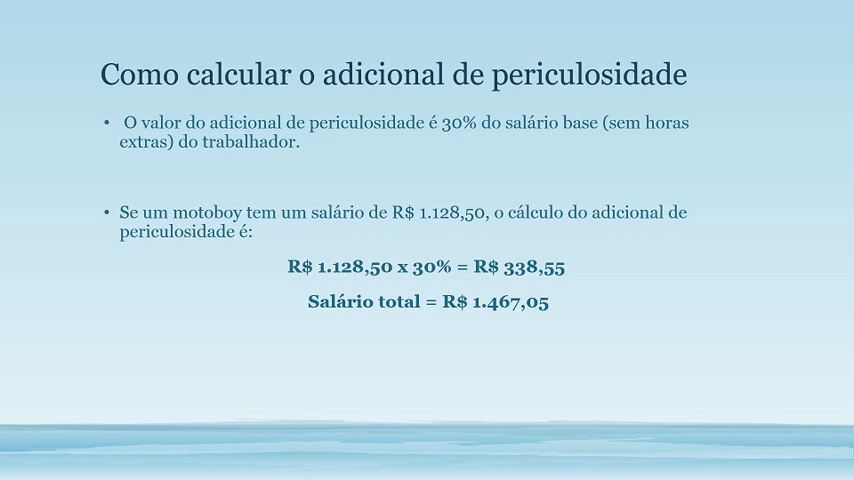 Como calcular o adicional de periculosidade
• O valor do adicional de periculosidade é 30% do salário base (sem horas
extras) do trabalhador.
• Se um motoboy tem um salário de R$ 1.128,50, o cálculo do adicional de
periculosidade é:
R$ 1.128,50 x 30% = R$ 338,55
Salário total = R$ 1.467,05